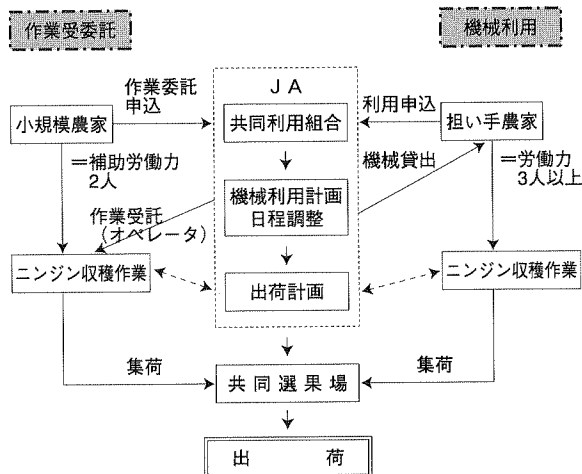 作業受委託
機械利用
JA
作業委託
申込
利用申込
小規模農家
共同利用組合
担い手農家
=補助労働力
2人
機械貸出
=労働力
3人以上
機械利用計画
日程調整
作業受託
(オペレータ)
ニンジン収穫作業
出荷計画
ニンジン収穫作業
集荷
集荷
共同選果場
出荷